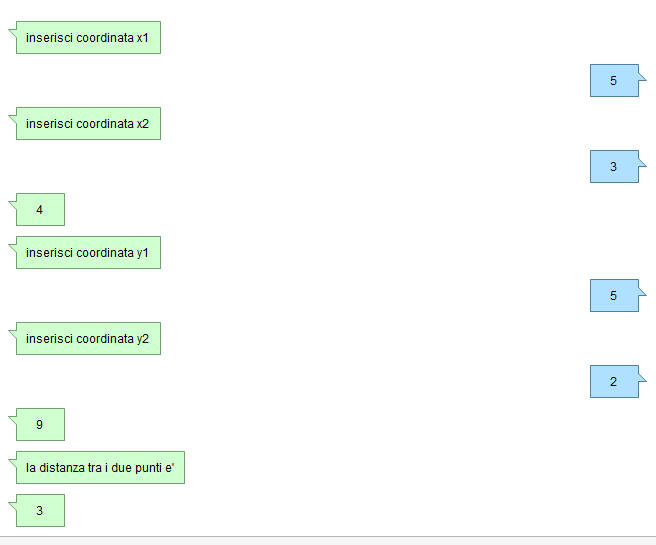 inserisci coordinata x1
5
inserisci coordinata x2
3
4
inserisci coordinata y1
5
inserisci coordinata y2
2
9
la distanza tra i due punti e'
3